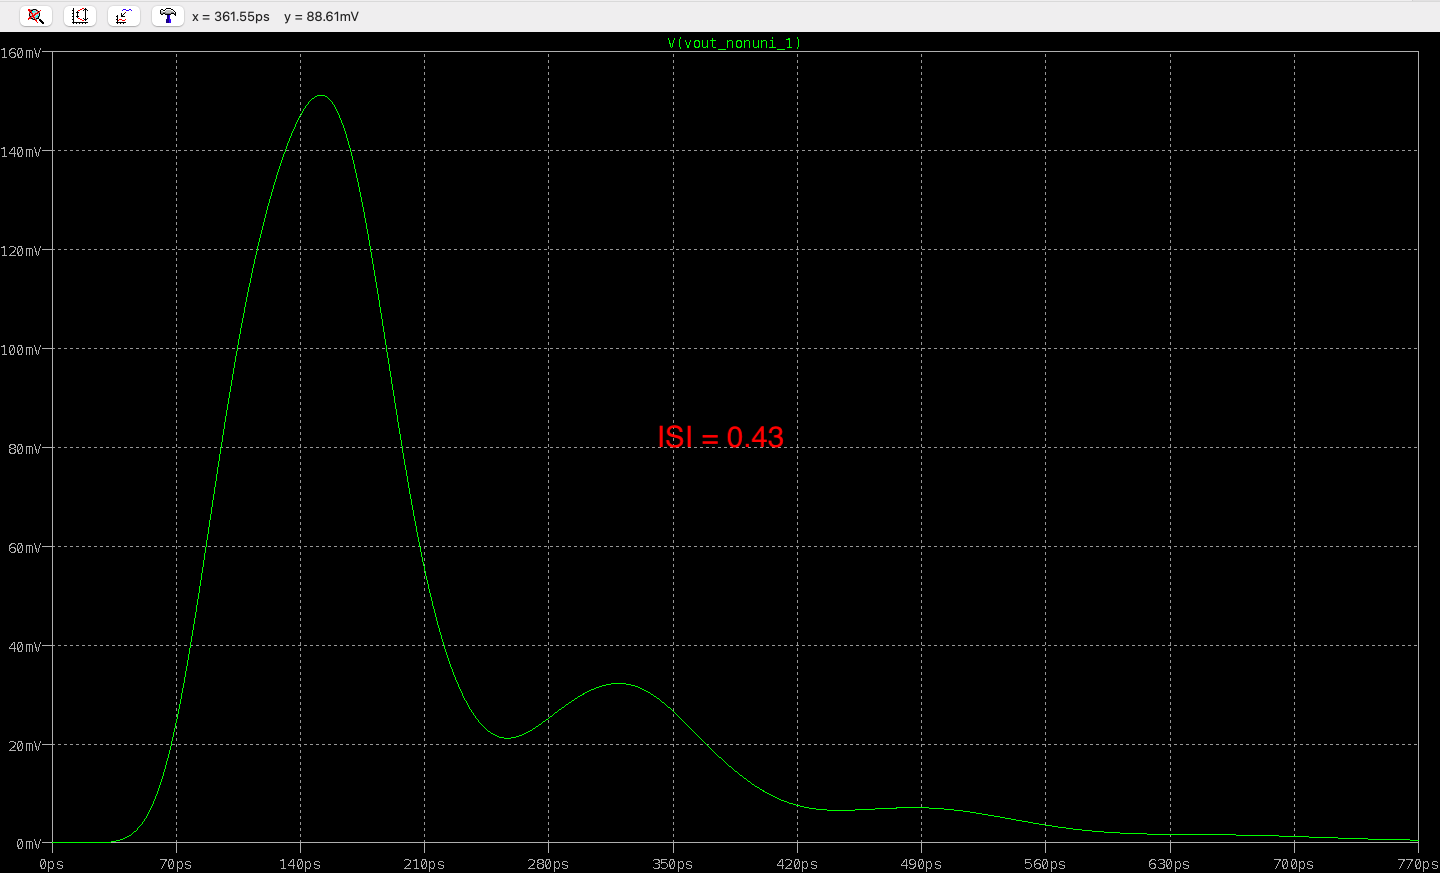 x = 361.55ps y = 88.61mV
V(vout_nonuni_1)
160mV
140mV
120mV
100mV
80mV
60mV
40mV
20mV
0mV
ISI = 0.43
0ps 70ps 140ps 210ps 280ps 350ps 420ps 490ps 560ps 630ps 700ps 770ps